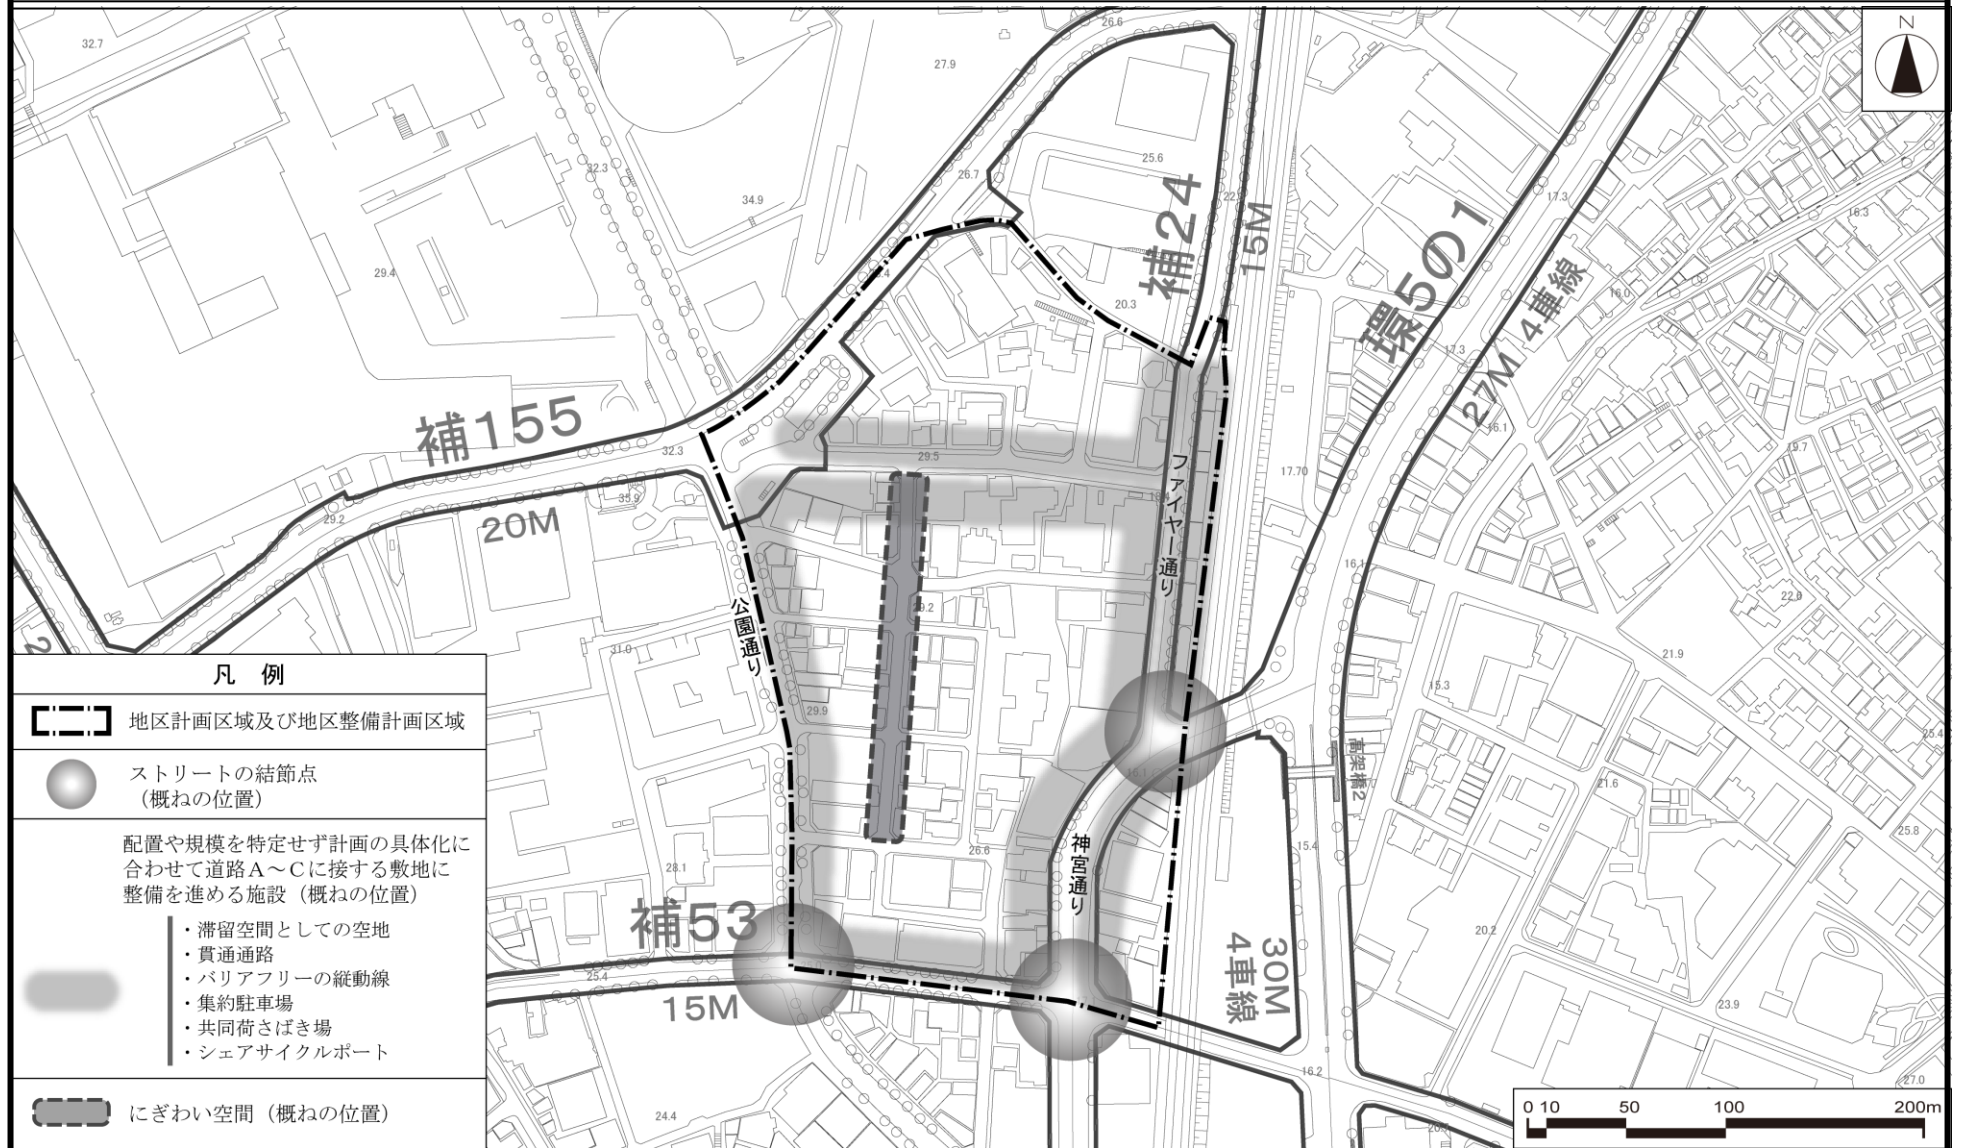 N
32.7
26.6
27.9
32.3
34.9
26.7
25.6
22.
補24
15M
29.4
20.3
環5の1
27M 4車線
17.3
16.3
16.0
17.3
16.1
19.7
補155
32.3
29.5
17.70
20M
35.9
29.2
ファイヤー通り
16.1
22.6
公園通り
29.2
31.0
21.9
15.3
29.9
25.4
16.1
高架橋2
21.6
神宮通り
15.4
25.8
26.6
28.1
補53
15M
25.4
30M
4車線
20.2
23.9
16.2
27.0
24.4
2
凡 例
地区計画区域及び地区整備計画区域
ストリートの結節点
(概ねの位置)
配置や規模を特定せず計画の具体化に
合わせて道路A～Cに接する敷地に
整備を進める施設(概ねの位置)
・滞留空間としての空地
・貫通通路
・バリアフリーの縦動線
・集約駐車場
・共同荷さばき場
・シェアサイクルポート
にぎわい空間(概ねの位置)
0 10 50 100 200m